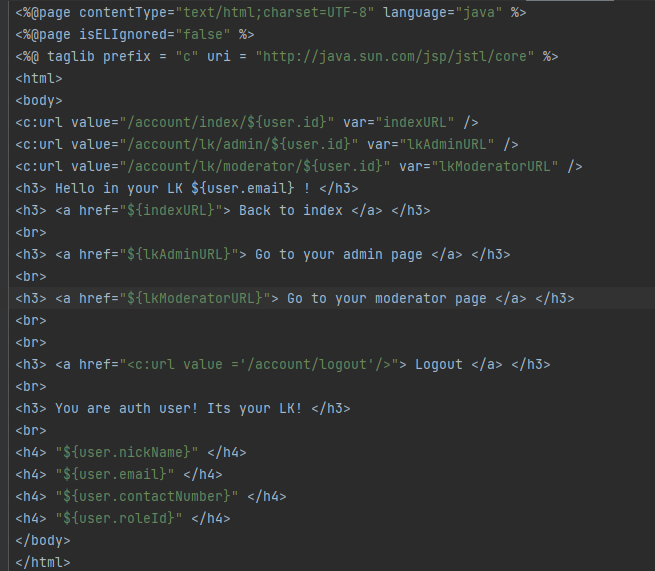 <%@page contentType="text/html;charset=UTF-8" language="java" %>
<%@page isELIgnored="false" %>
<%@ taglib prefix = "c" uri = "http://java.sun.com/jsp/jstl/core" %>
<html>
<body>
<c:url value="/account/index/${user.id}" var="indexURL" />
<c:url value="/account/lk/admin/${user.id}" var="lkAdminURL" />
<c:url value="/account/lk/moderator/${user.id}" var="lkModeratorURL" />
<h3> Hello in your LK ${user.email} ! </h3>
<h3> <a href="${indexURL}"> Back to index </a> </h3>
<br>
<h3> <a href="${lkAdminURL}"> Go to your admin page </a> </h3>
<br>
<h3> <a href="${lkModeratorURL}"> Go to your moderator page </a> </h3>
<br>
<br>
<h3> <a href="<c:url value ='/account/logout'/>"> Logout </a> </h3>
<br>
<h3> You are auth user! Its your LK! </h3>
<br>
<h4> "${user.nickName}" </h4>
<h4> "${user.email}" </h4>
<h4> "${user.contactNumber}" </h4>
<h4> "${user.roleId}" </h4>
</body>
</html>